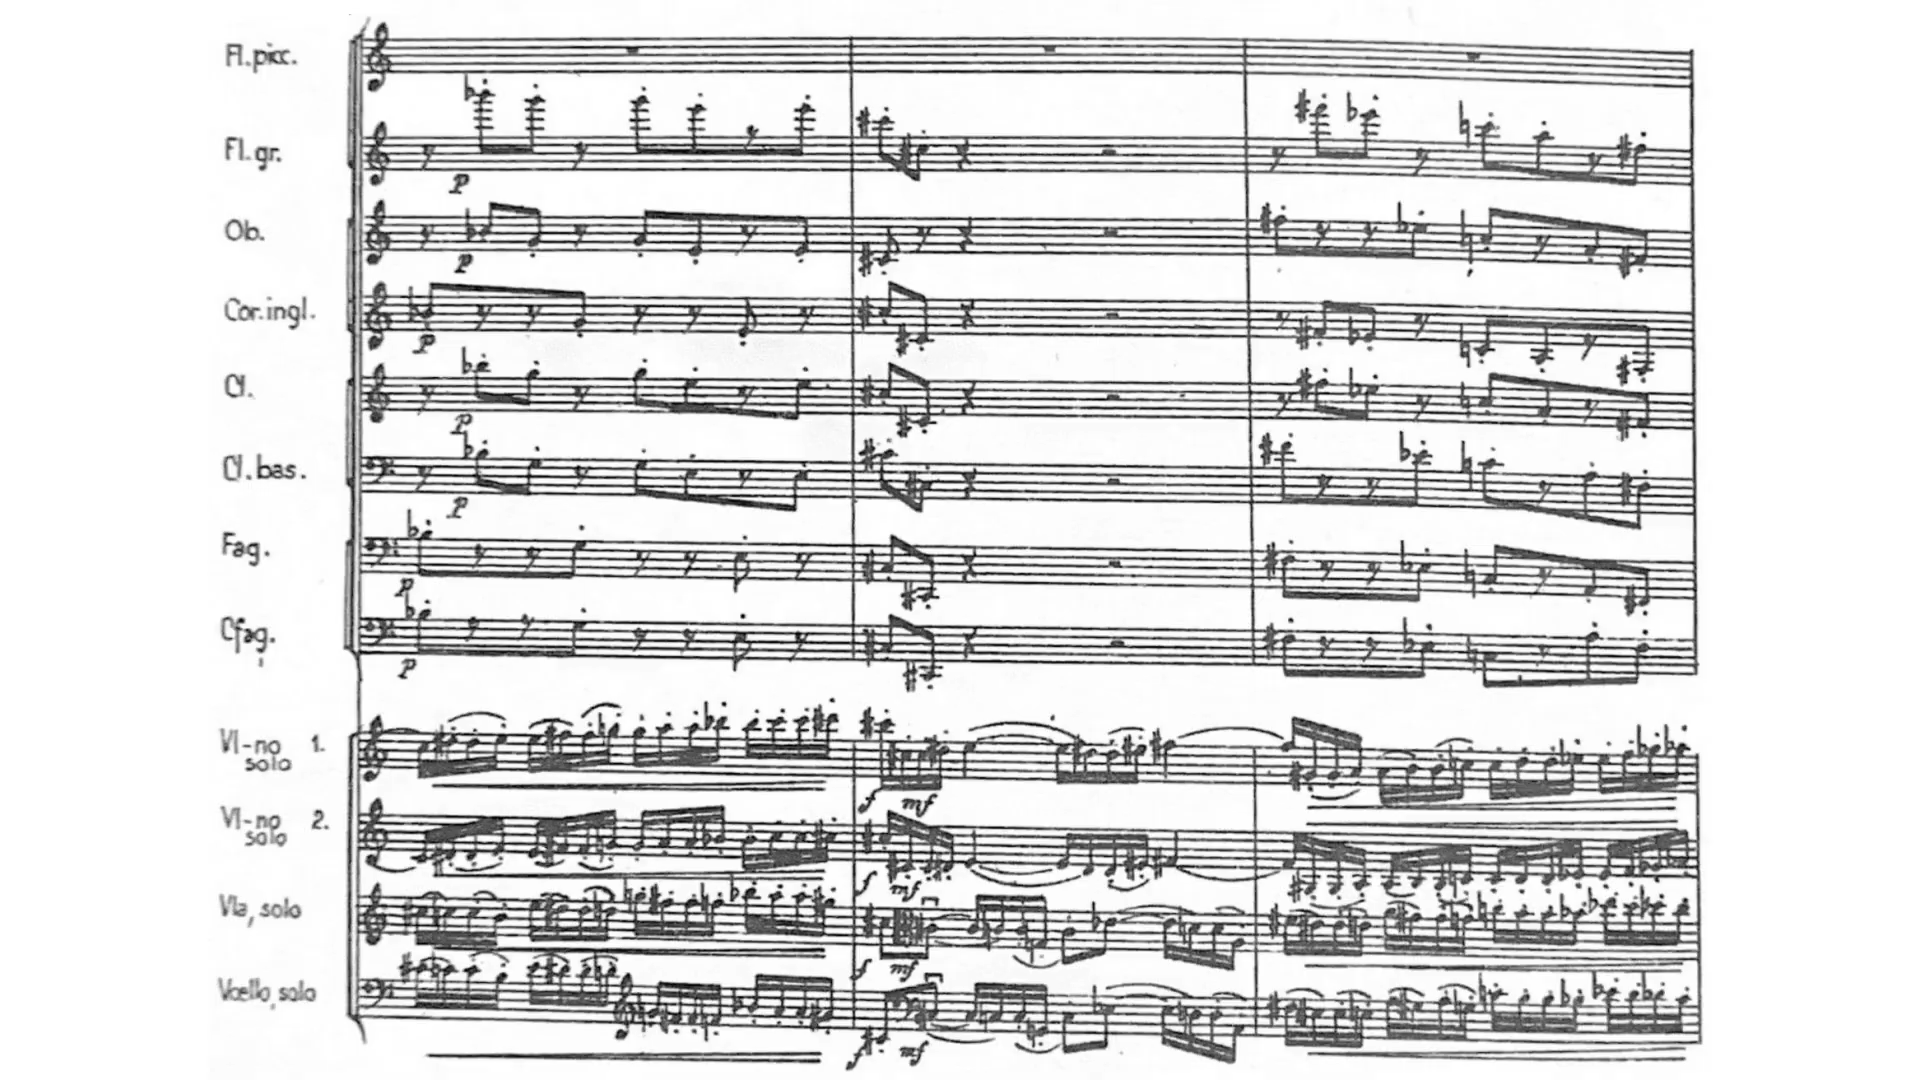 Fl. picc.
Fl. gr.
p
Ob.
p
Cor. ingl.
p
Cl.
p
Cl. bas.
p
Fag.
p
Cfag.
p
Vl-no 1.
solo
f mf
Vl-no 2.
solo
f mf
Vla, solo
f mf
Vcello, solo
f mf